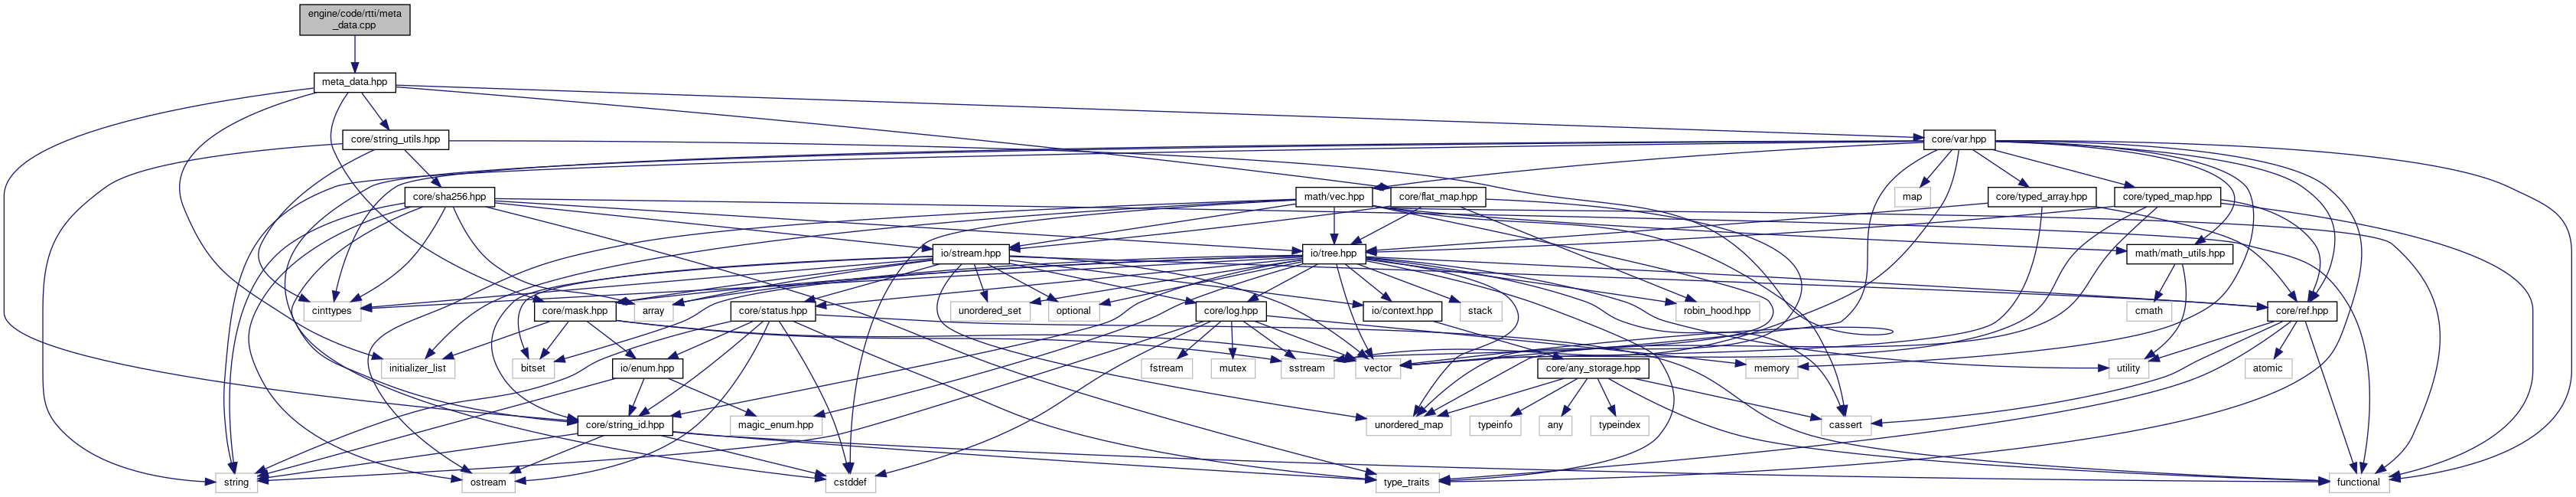 engine/code/rtti/meta
_data.cpp
meta_data.hpp
core/string_utils.hpp
core/var.hpp
core/sha256.hpp
math/vec.hpp
core/flat_map.hpp
map
core/typed_array.hpp
core/typed_map.hpp
io/stream.hpp
io/tree.hpp
math/math_utils.hpp
cinttypes
core/mask.hpp
array
core/status.hpp
unordered_set
optional
core/log.hpp
io/context.hpp
stack
robin_hood.hpp
cmath
core/ref.hpp
initializer_list
bitset
io/enum.hpp
fstream
mutex
sstream
vector
core/any_storage.hpp
memory
utility
atomic
core/string_id.hpp
magic_enum.hpp
unordered_map
typeinfo
any
typeindex
cassert
string
ostream
cstddef
type_traits
functional